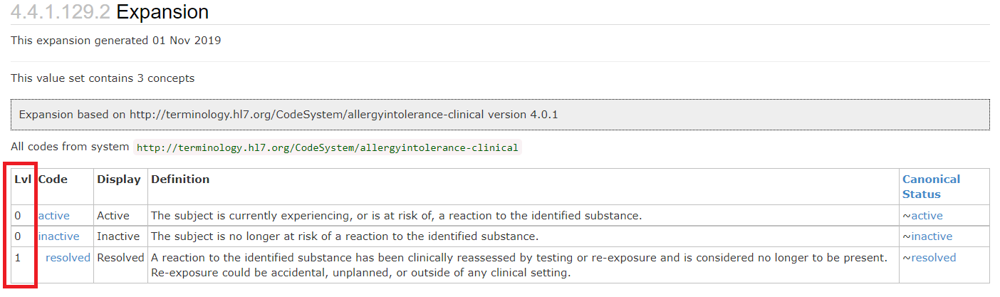 4.4.1.129.2 Expansion
This expansion generated 01 Nov 2019
This value set contains 3 concepts
Expansion based on http://terminology.hl7.org/CodeSystem/allergyintolerance-clinical version 4.0.1
All codes from system http://terminology.hl7.org/CodeSystem/allergyintolerance-clinical
Lvl Code Display Definition Canonical
Status
0 active Active The subject is currently experiencing, or is at risk of, a reaction to the identified substance. ~active
0 inactive Inactive The subject is no longer at risk of a reaction to the identified substance. ~inactive
1 resolved Resolved A reaction to the identified substance has been clinically reassessed by testing or re-exposure and is considered no longer to be present. ~resolved
Re-exposure could be accidental, unplanned, or outside of any clinical setting.